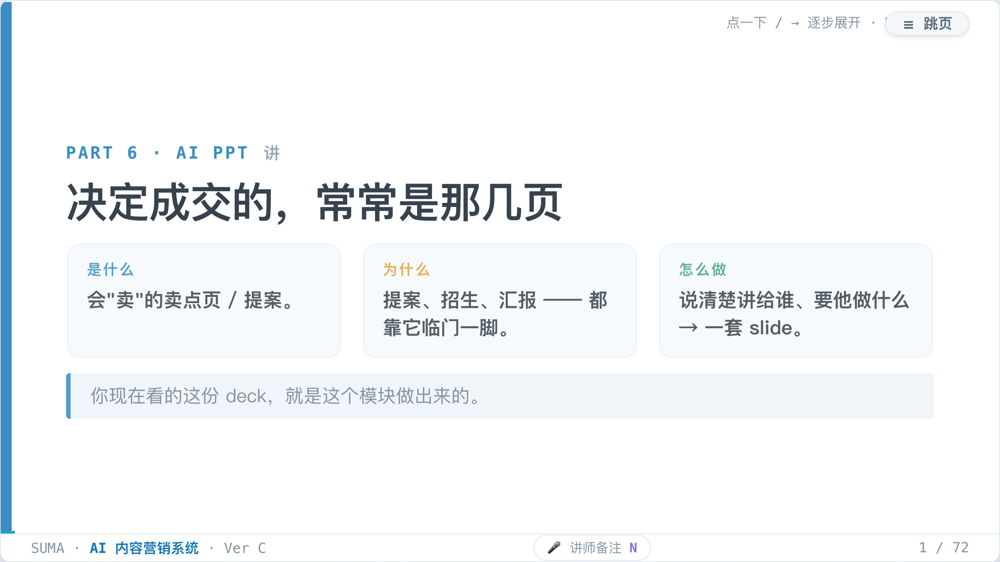 点一下 / → 逐步展开 ·
≡ 跳页
PART 6 · AI PPT 讲
决定成交的，常常是那几页
是什么
会"卖"的卖点页 / 提案。
为什么
提案、招生、汇报 —— 都
靠它临门一脚。
怎么做
说清楚讲给谁、要他做什么
→ 一套 slide。
你现在看的这份 deck，就是这个模块做出来的。
SUMA · AI 内容营销系统 · Ver C
🎤 讲师备注 N
1 / 72